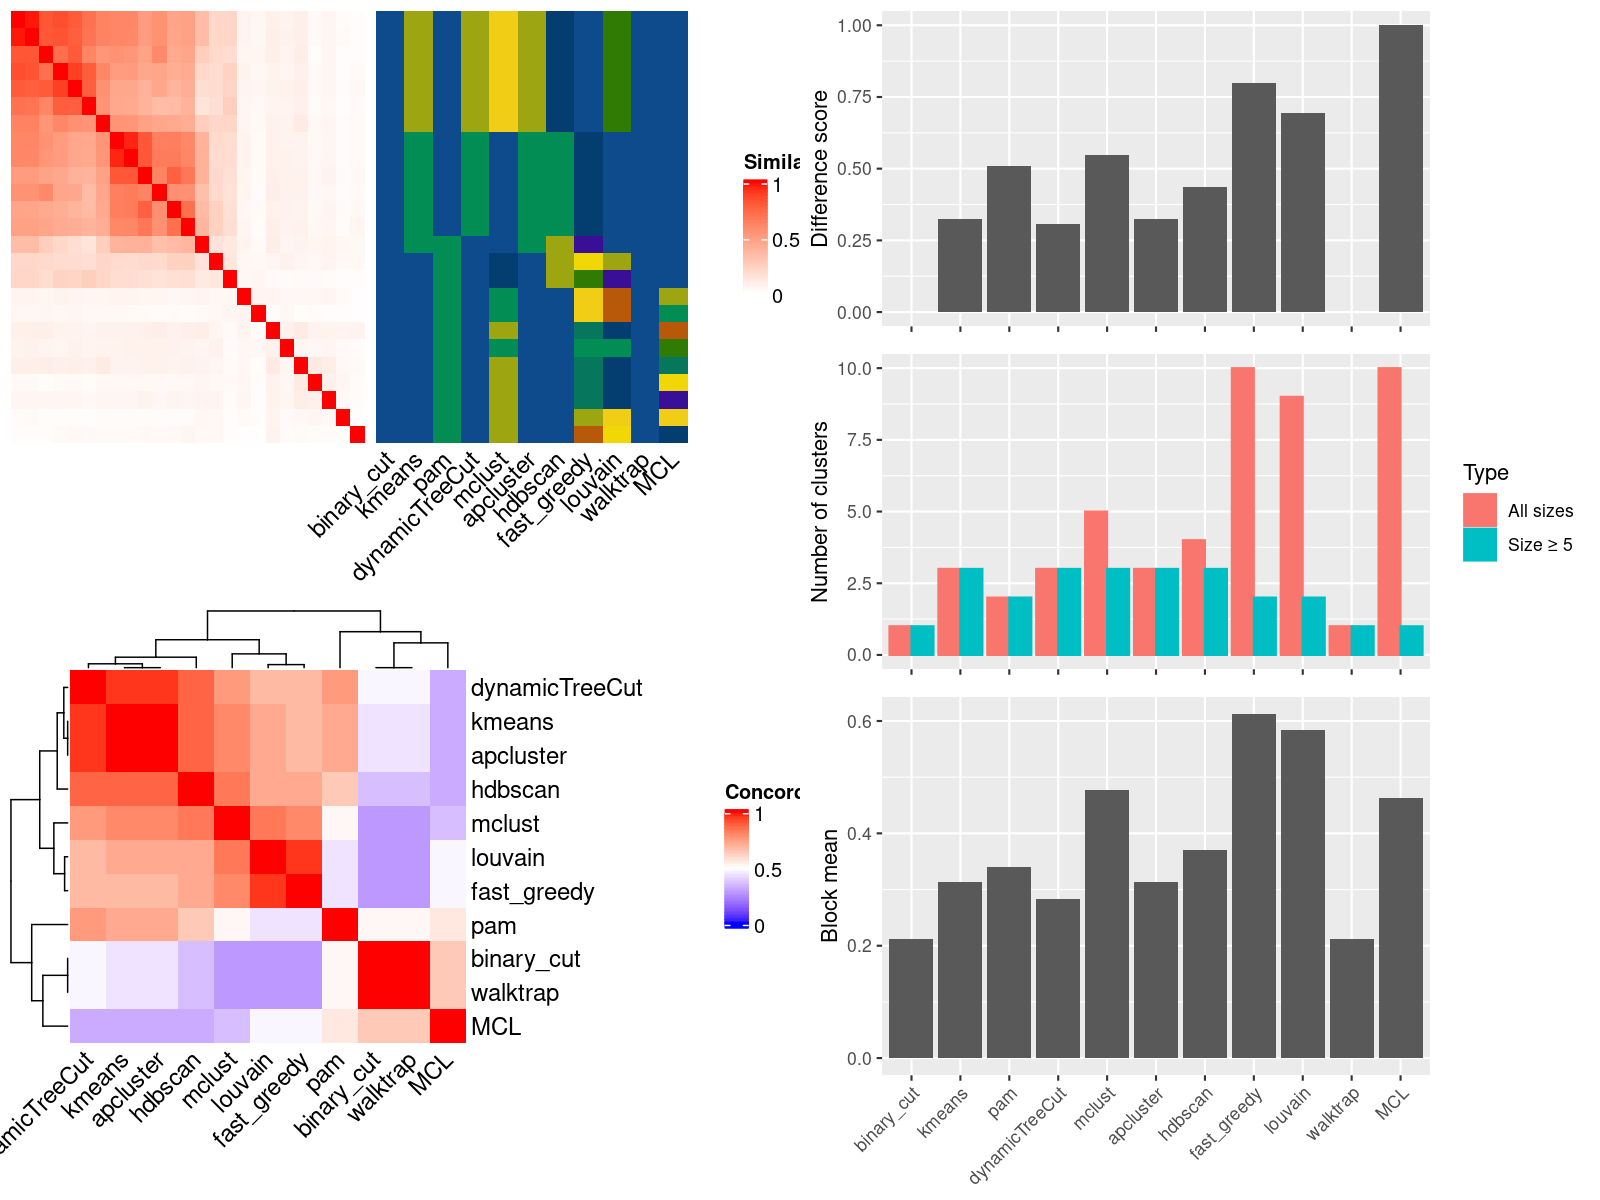 Simila
1
0.5
0
binary_cut
kmeans
pam
dynamicTreeCut
mclust
apcluster
hdbscan
fast_greedy
louvain
walktrap
MCL
dynamicTreeCut
kmeans
apcluster
hdbscan
mclust
louvain
fast_greedy
pam
binary_cut
walktrap
MCL
Concord
1
0.5
0
amicTreeCut
kmeans
apcluster
hdbscan
mclust
louvain
fast_greedy
pam
binary_cut
walktrap
MCL
Difference score
1.00
0.75
0.50
0.25
0.00
Number of clusters
10.0
7.5
5.0
2.5
0.0
Type
All sizes
Size ≥ 5
Block mean
0.6
0.4
0.2
0.0
binary_cut
kmeans
pam
dynamicTreeCut
mclust
apcluster
hdbscan
fast_greedy
louvain
walktrap
MCL